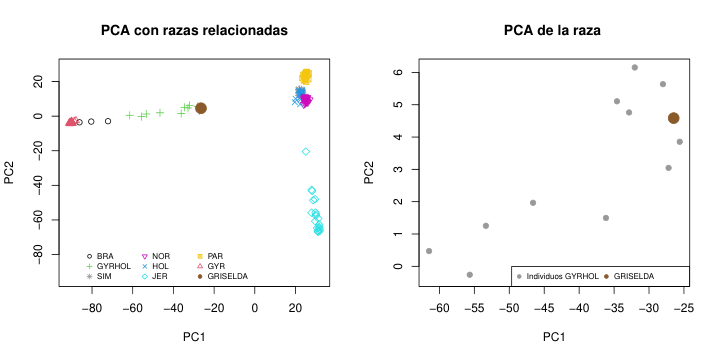 PCA con razas relacionadas
PC2
20
0
−20
−40
−60
−80
BRA
GYRHOL
SIM
NOR
HOL
JER
PAR
GYR
GRISELDA
−80 −60 −40 −20 0 20
PC1
PCA de la raza
PC2
6
5
4
3
2
1
0
Individuos GYRHOL GRISELDA
−60 −55 −50 −45 −40 −35 −30 −25
PC1